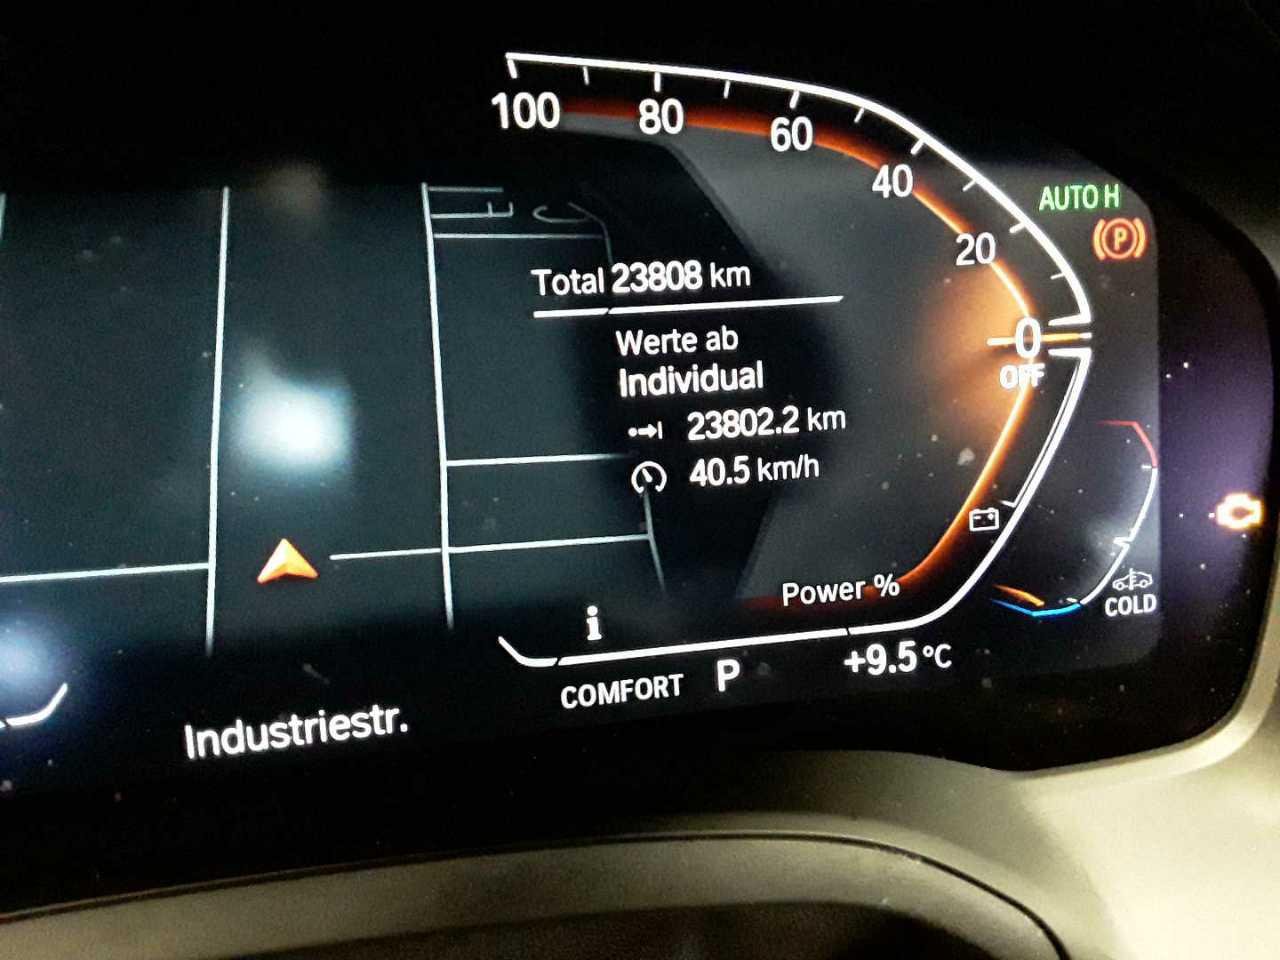 100
80
60
40
20
0
OFF
AUTO H
P
Total 23808 km
Werte ab
Individual
23802.2 km
40.5 km/h
Power %
i
COLD
COMFORT P +9.5 °C
Industriestr.